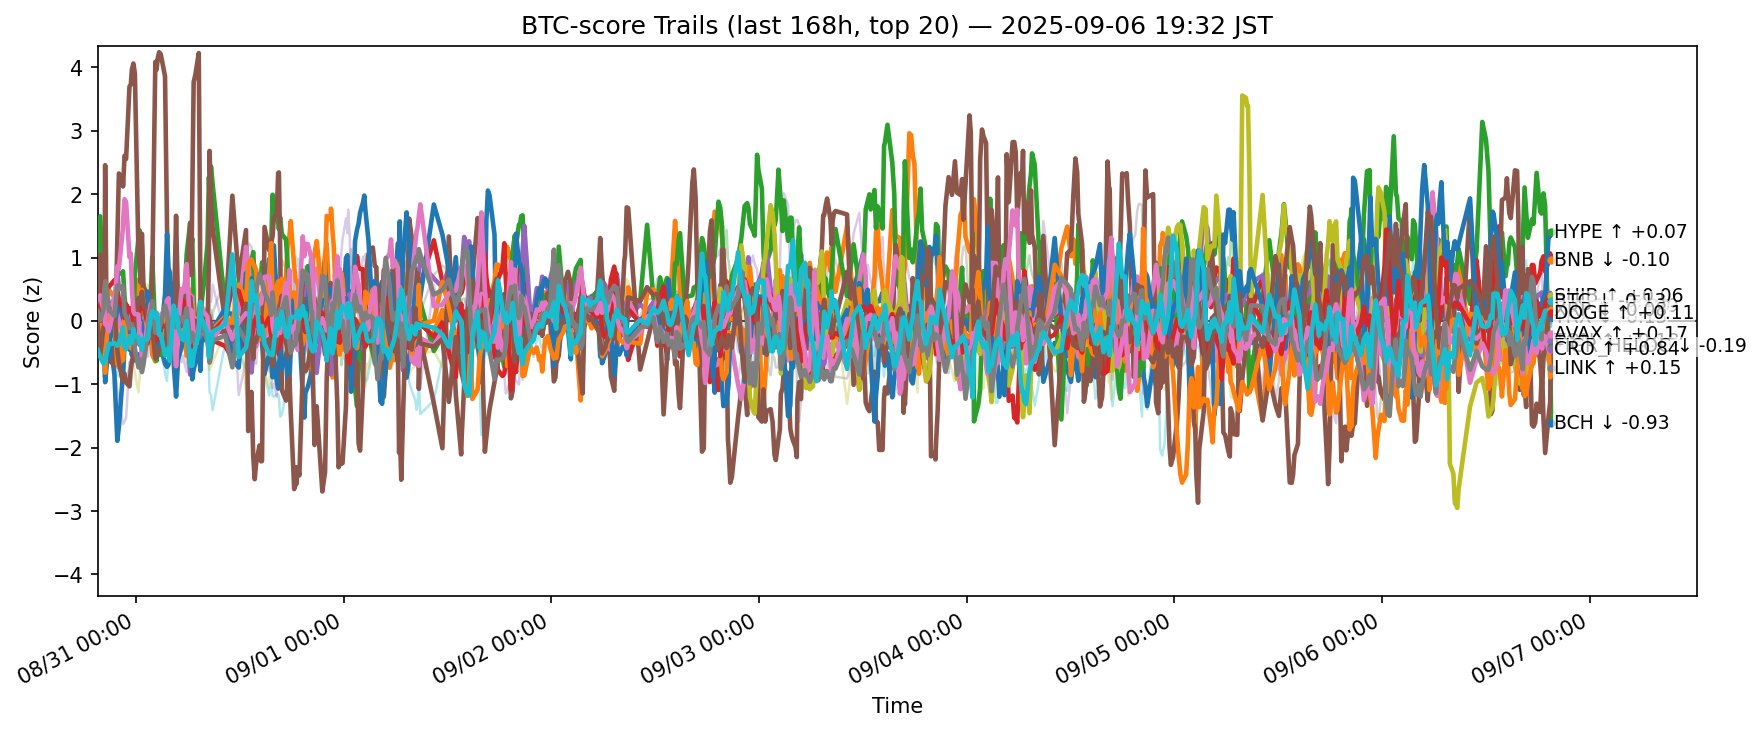 BTC-score Trails (last 168h, top 20) — 2025-09-06 19:32 JST
Score (z)
4
3
2
1
0
−1
−2
−3
−4
HYPE ↑ +0.07
BNB ↓ -0.10
SHIB ↑ +0.06
DOGE ↑ +0.11
AVAX ↑ +0.17
↓ -0.19
CRO ↑ +0.84
LINK ↑ +0.15
BCH ↓ -0.93
08/31 00:00
09/01 00:00
09/02 00:00
09/03 00:00
09/04 00:00
09/05 00:00
09/06 00:00
09/07 00:00
Time